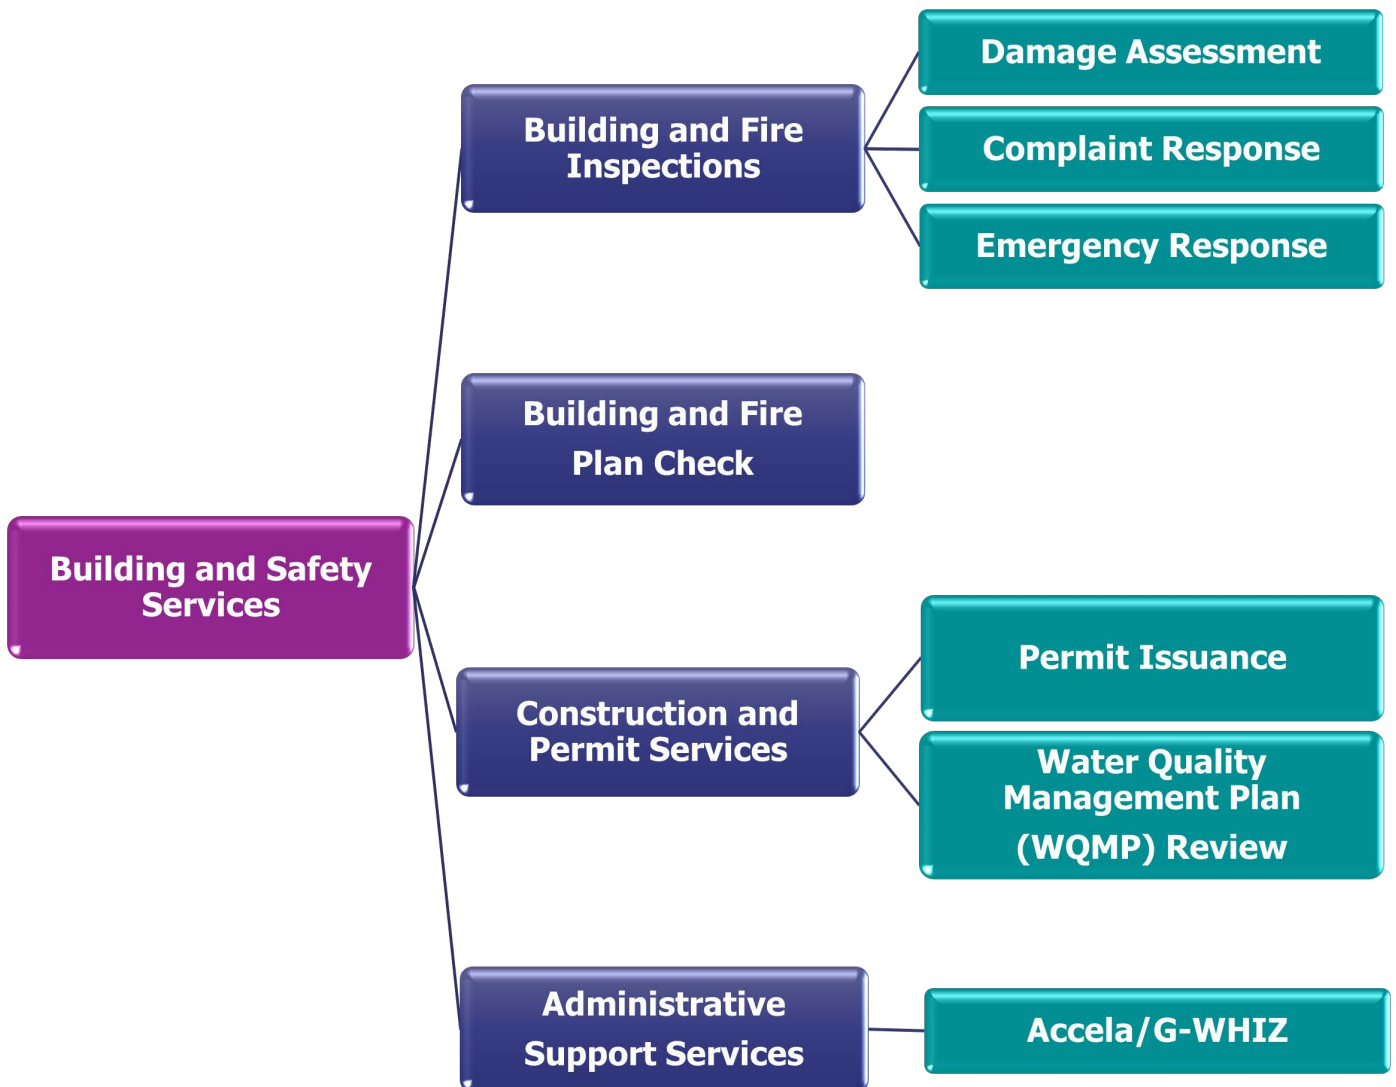 Damage Assessment
Building and Fire
Inspections
Complaint Response
Emergency Response
Building and Fire
Plan Check
Building and Safety
Services
Permit Issuance
Construction and
Permit Services
Water Quality
Management Plan
(WQMP) Review
Administrative
Support Services
Accela/G-WHIZ